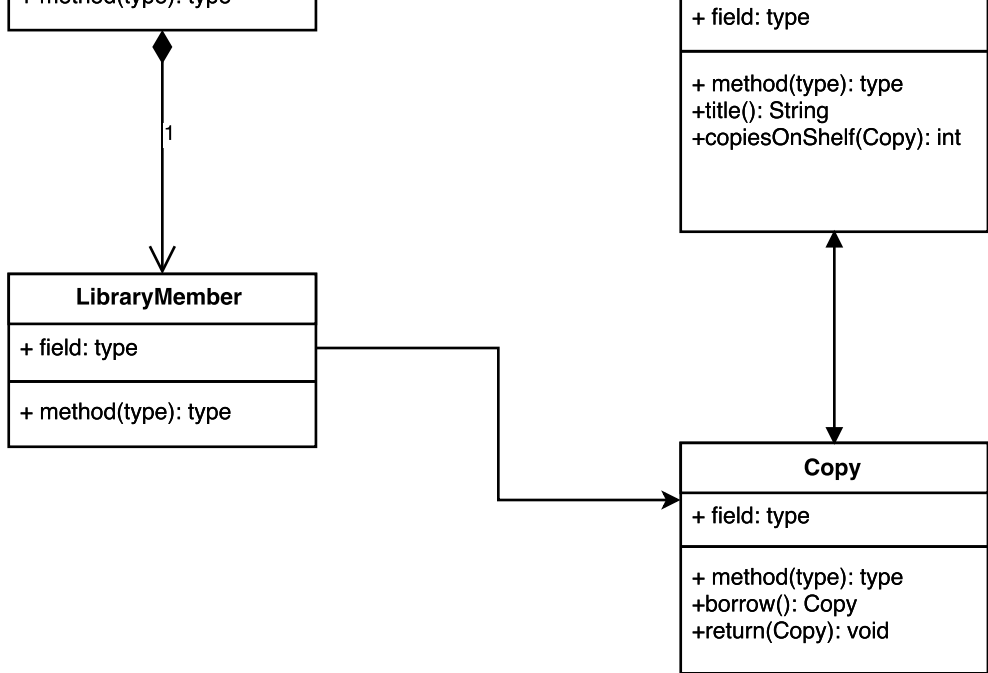 + method(type): type
+ field: type
+ method(type): type
+title(): String
+copiesOnShelf(Copy): int
1
LibraryMember
+ field: type
+ method(type): type
Copy
+ field: type
+ method(type): type
+borrow(): Copy
+return(Copy): void